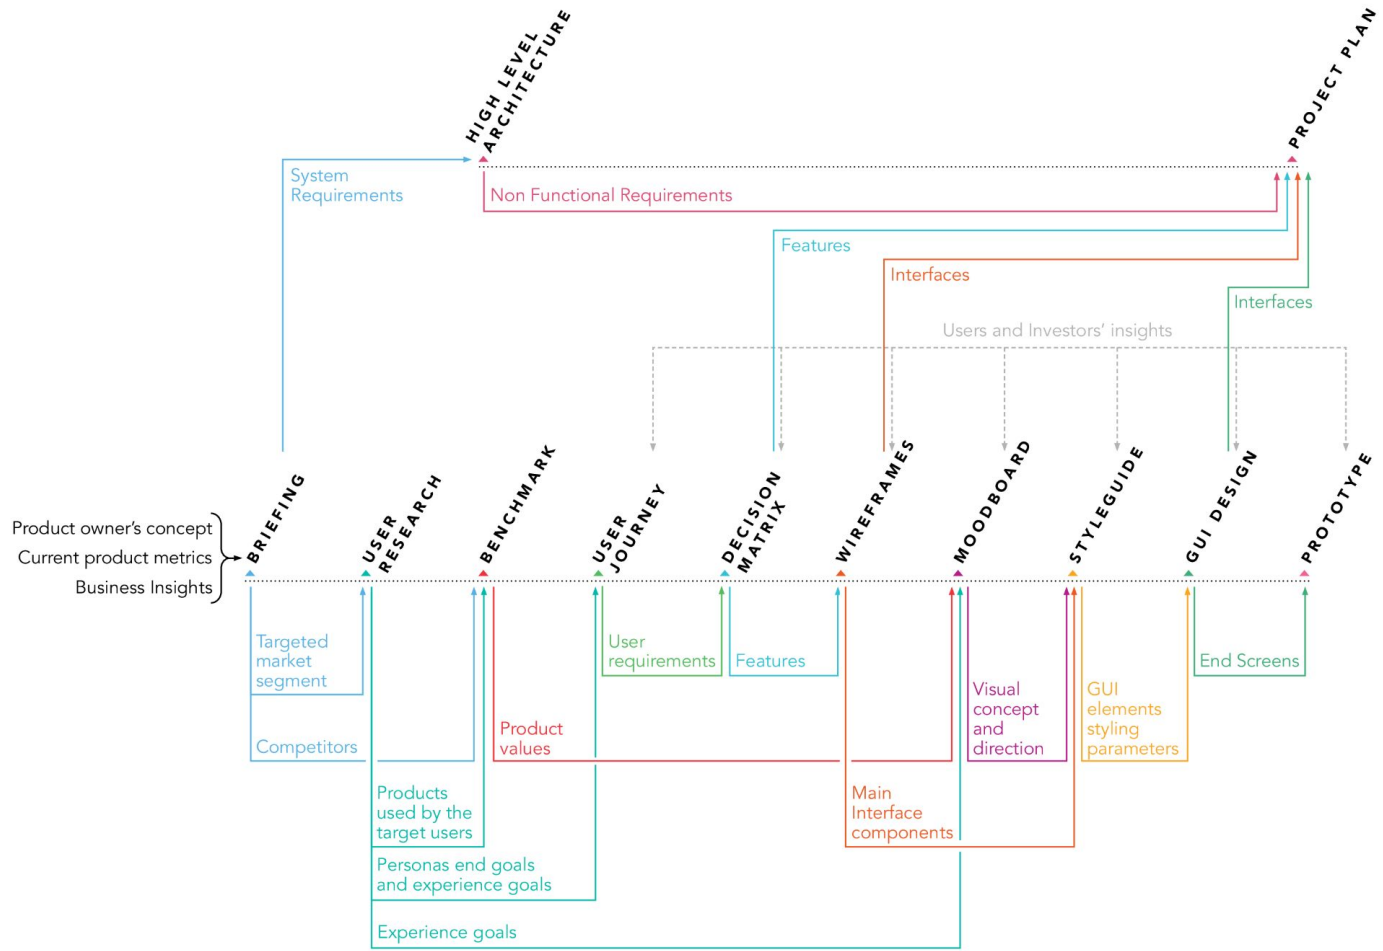 HIGH LEVEL
ARCHITECTURE
PROJECT PLAN
System
Requirements
Non Functional Requirements
Features
Interfaces
Interfaces
Users and Investors’ insights
Product owner’s concept
Current product metrics
Business Insights
BRIEFING
USER
RESEARCH
BENCHMARK
USER
JOURNEY
DECISION
MATRIX
WIREFRAMES
MOODBOARD
STYLEGUIDE
GUI DESIGN
PROTOTYPE
Targeted
market
segment
Competitors
Products
used by the
target users
Personas end goals
and experience goals
Experience goals
Product
values
User
requirements
Features
Main
Interface
components
Visual
concept
and
direction
GUI
elements
styling
parameters
End Screens